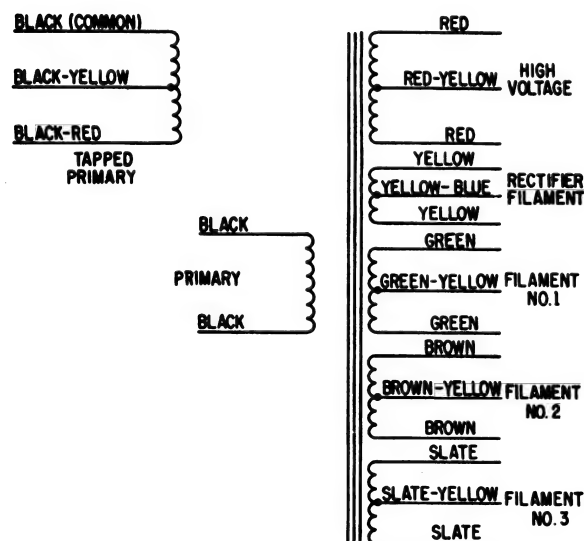 BLACK (COMMON)
BLACK-YELLOW
BLACK-RED
TAPPED
PRIMARY
BLACK
PRIMARY
BLACK
RED
RED-YELLOW
HIGH
VOLTAGE
RED
YELLOW
YELLOW-BLUE
RECTIFIER
FILAMENT
YELLOW
GREEN
GREEN-YELLOW
FILAMENT
NO.1
GREEN
BROWN
BROWN-YELLOW
FILAMENT
NO.2
BROWN
SLATE
SLATE-YELLOW
FILAMENT
NO.3
SLATE